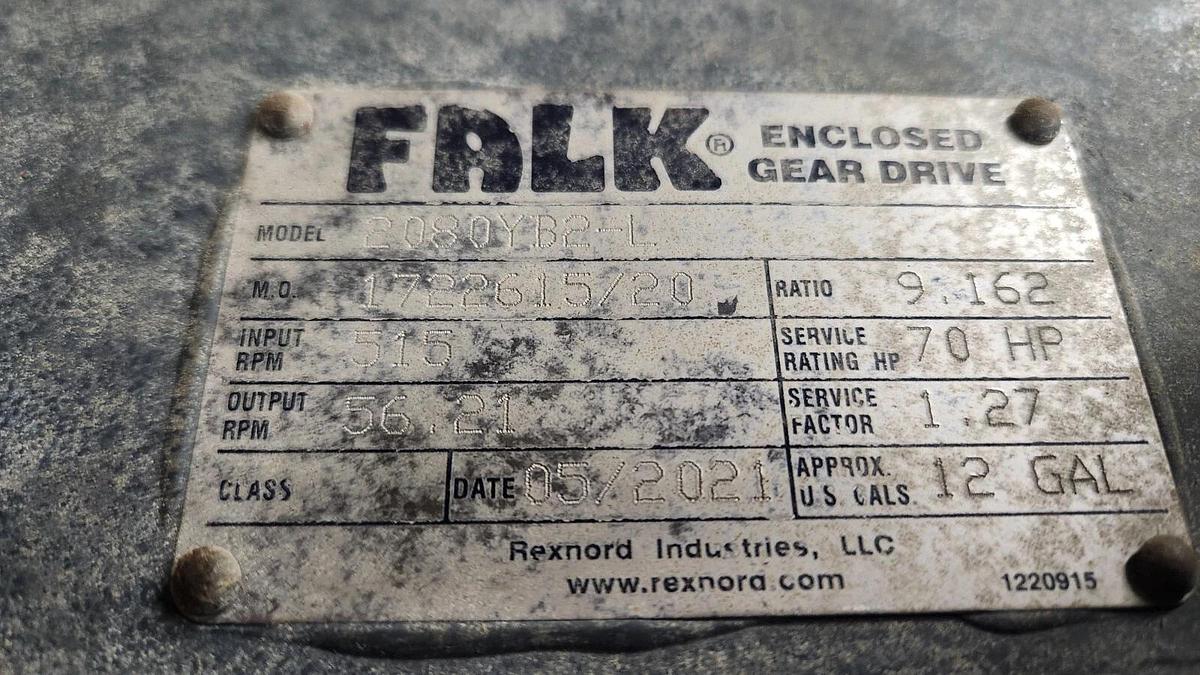 FALK® ENCLOSED
GEAR DRIVE
MODEL 2080YB2-L
M.O. 1722615/20 RATIO 9.162
INPUT RPM 515 SERVICE RATING HP 70 HP
OUTPUT RPM 56.21 SERVICE FACTOR 1.27
CLASS DATE 05/2021 APPROX. U.S. GALS. 12 GAL
Rexnord Industries, LLC
www.rexnord.com 1220915